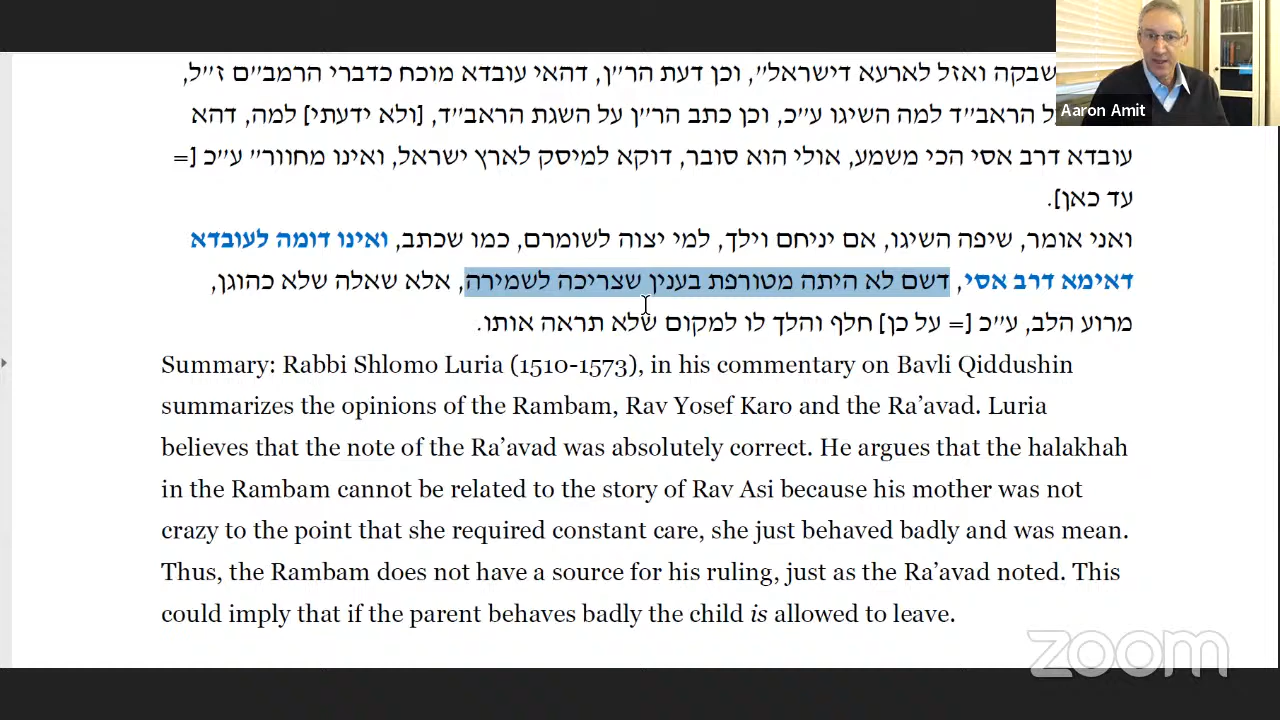 שבקה ואזל לארעא דישראל״, וכן דעת הר״ן, דהאי עובדא מוכח כדברי הרמב״ם ז״ל,
ל הראב״ד למה השיגו ע״כ, וכן כתב הר״ן על השגת הראב״ד, [ולא ידעתי] למה, דהא
עובדא דרב אסי הכי משמע, אולי הוא סובר, דוקא למיסק לארץ ישראל, ואינו מחוור״ ע״כ [=
עד כאן].
ואני אומר, שיפה השיגו, אם יניחם וילך, למי יצוה לשומרם, כמו שכתב, ואינו דומה לעובדא
דאימא דרב אסי, דשם לא היתה מטורפת בענין שצריכה לשמירה, אלא שאלה שלא כהוגן,
מרוע הלב, ע״כ [= על כן] חלף והלך לו למקום שלא תראה אותו.
Summary: Rabbi Shlomo Luria (1510-1573), in his commentary on Bavli Qiddushin
summarizes the opinions of the Rambam, Rav Yosef Karo and the Ra’avad. Luria
believes that the note of the Ra’avad was absolutely correct. He argues that the halakhah
in the Rambam cannot be related to the story of Rav Asi because his mother was not
crazy to the point that she required constant care, she just behaved badly and was mean.
Thus, the Rambam does not have a source for his ruling, just as the Ra’avad noted. This
could imply that if the parent behaves badly the child is allowed to leave.
Aaron Amit
zoom